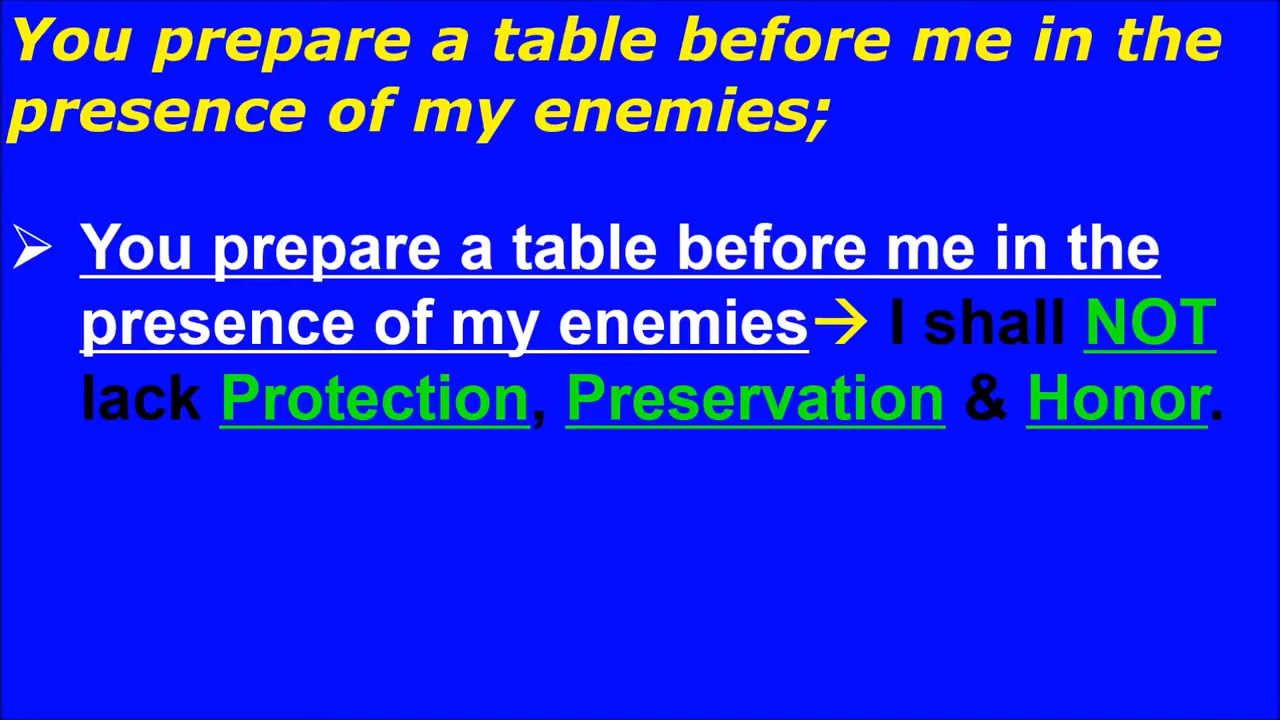 You prepare a table before me in the
presence of my enemies;
➢ You prepare a table before me in the
presence of my enemies→ I shall NOT
lack Protection, Preservation & Honor.